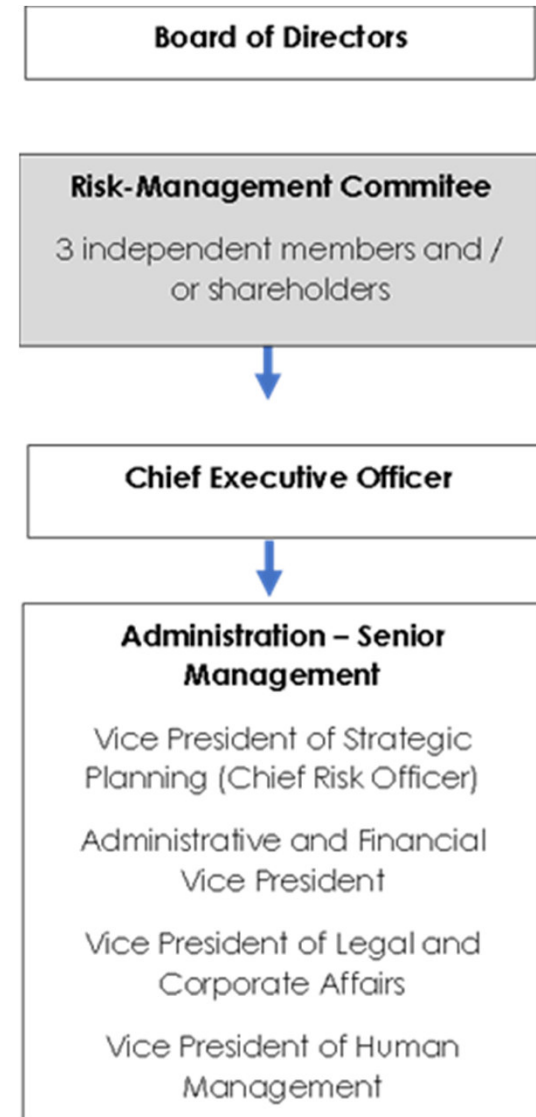 Board of Directors
Risk-Management Commitee
3 independent members and /
or shareholders
Chief Executive Officer
Administration – Senior
Management
Vice President of Strategic
Planning (Chief Risk Officer)
Administrative and Financial
Vice President
Vice President of Legal and
Corporate Affairs
Vice President of Human
Management